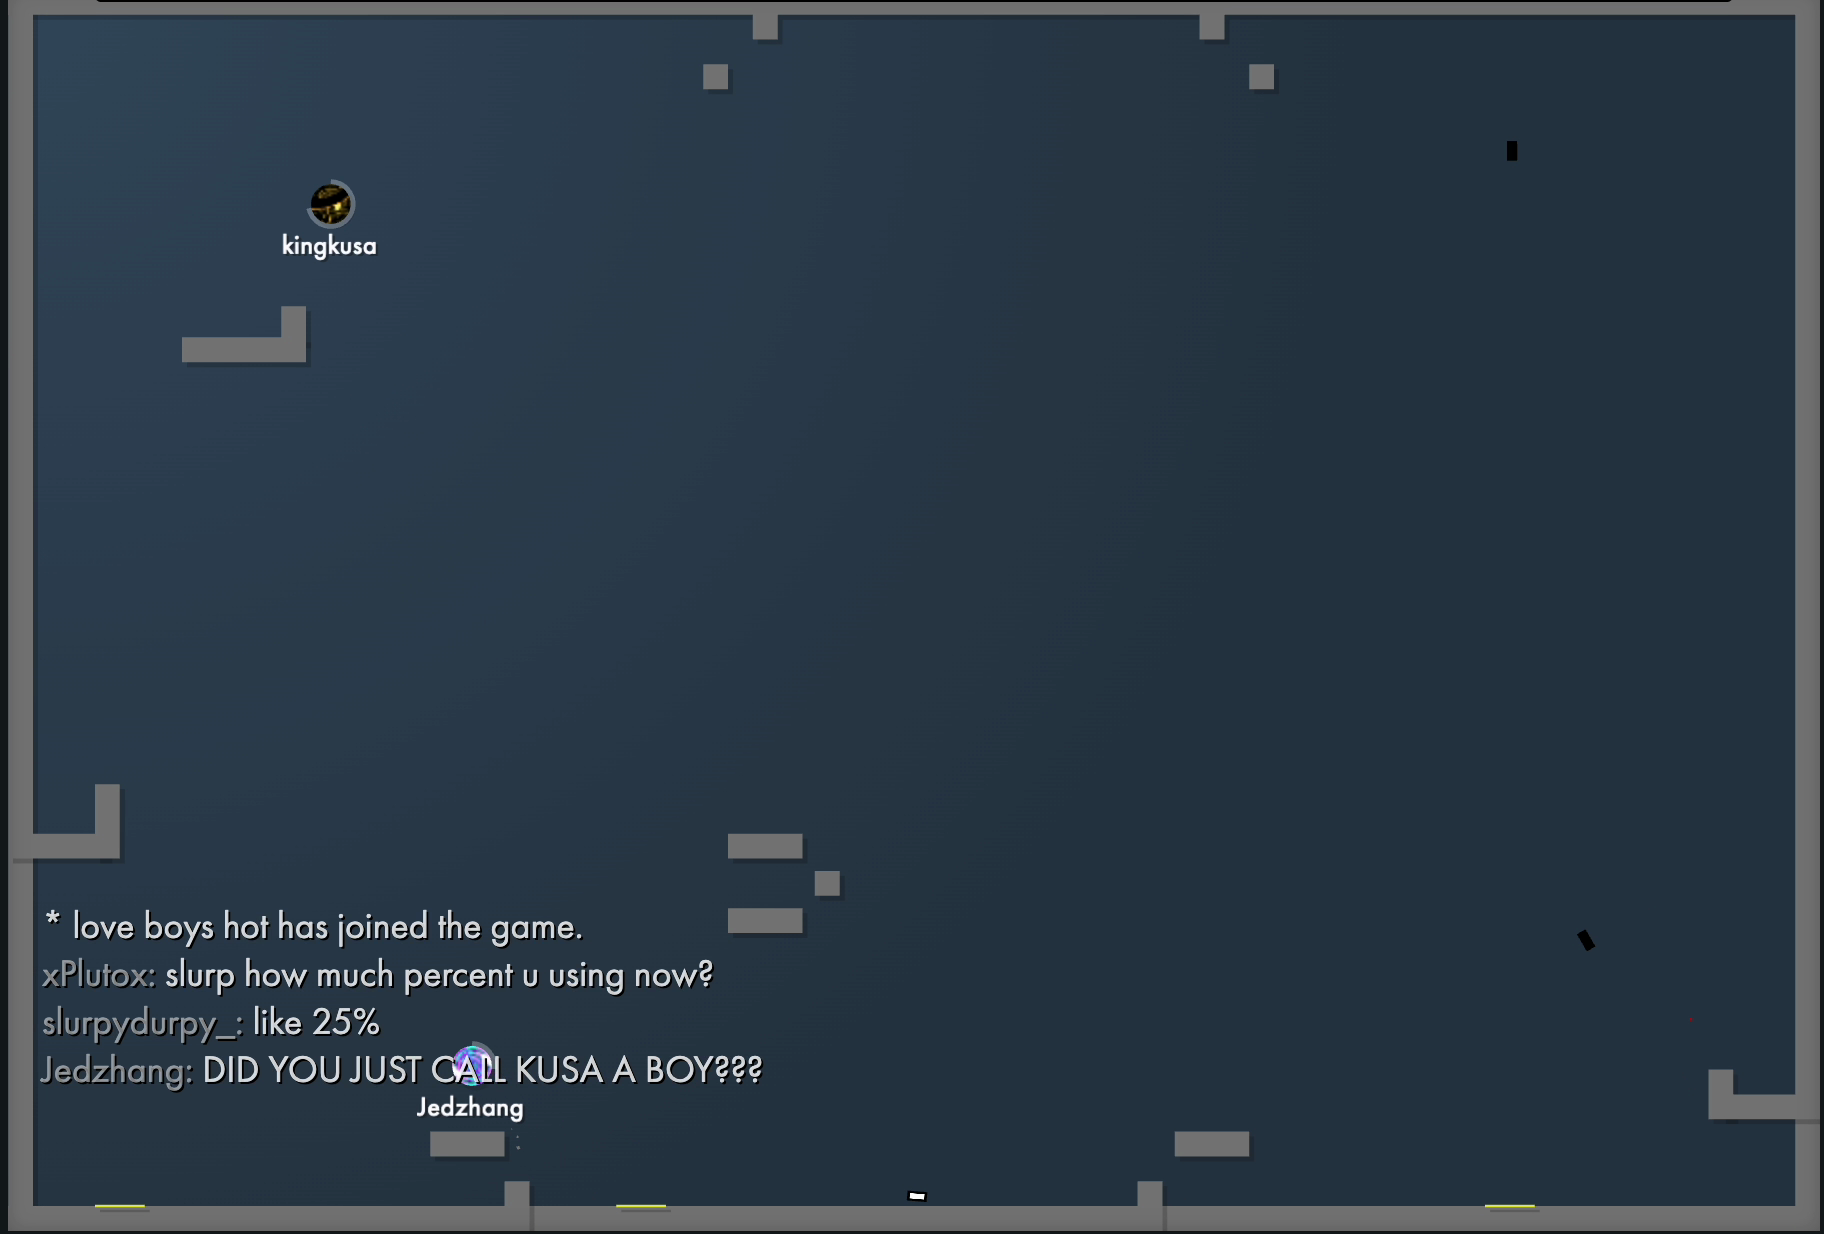 kingkusa
* love boys hot has joined the game.
xPlutox: slurp how much percent u using now?
slurpydurpy_: like 25%
Jedzhang: DID YOU JUST CALL KUSA A BOY???
Jedzhang